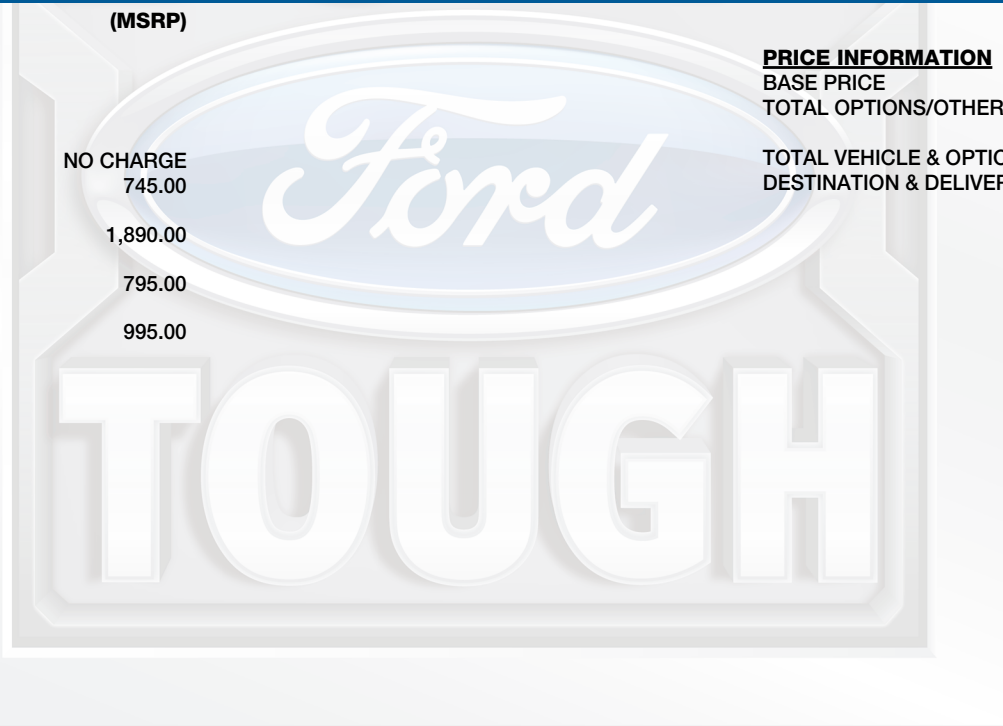 (MSRP)
NO CHARGE
745.00
1,890.00
795.00
995.00
PRICE INFORMATION
BASE PRICE
TOTAL OPTIONS/OTHER
TOTAL VEHICLE & OPTIO
DESTINATION & DELIVER
Ford
TOUGH